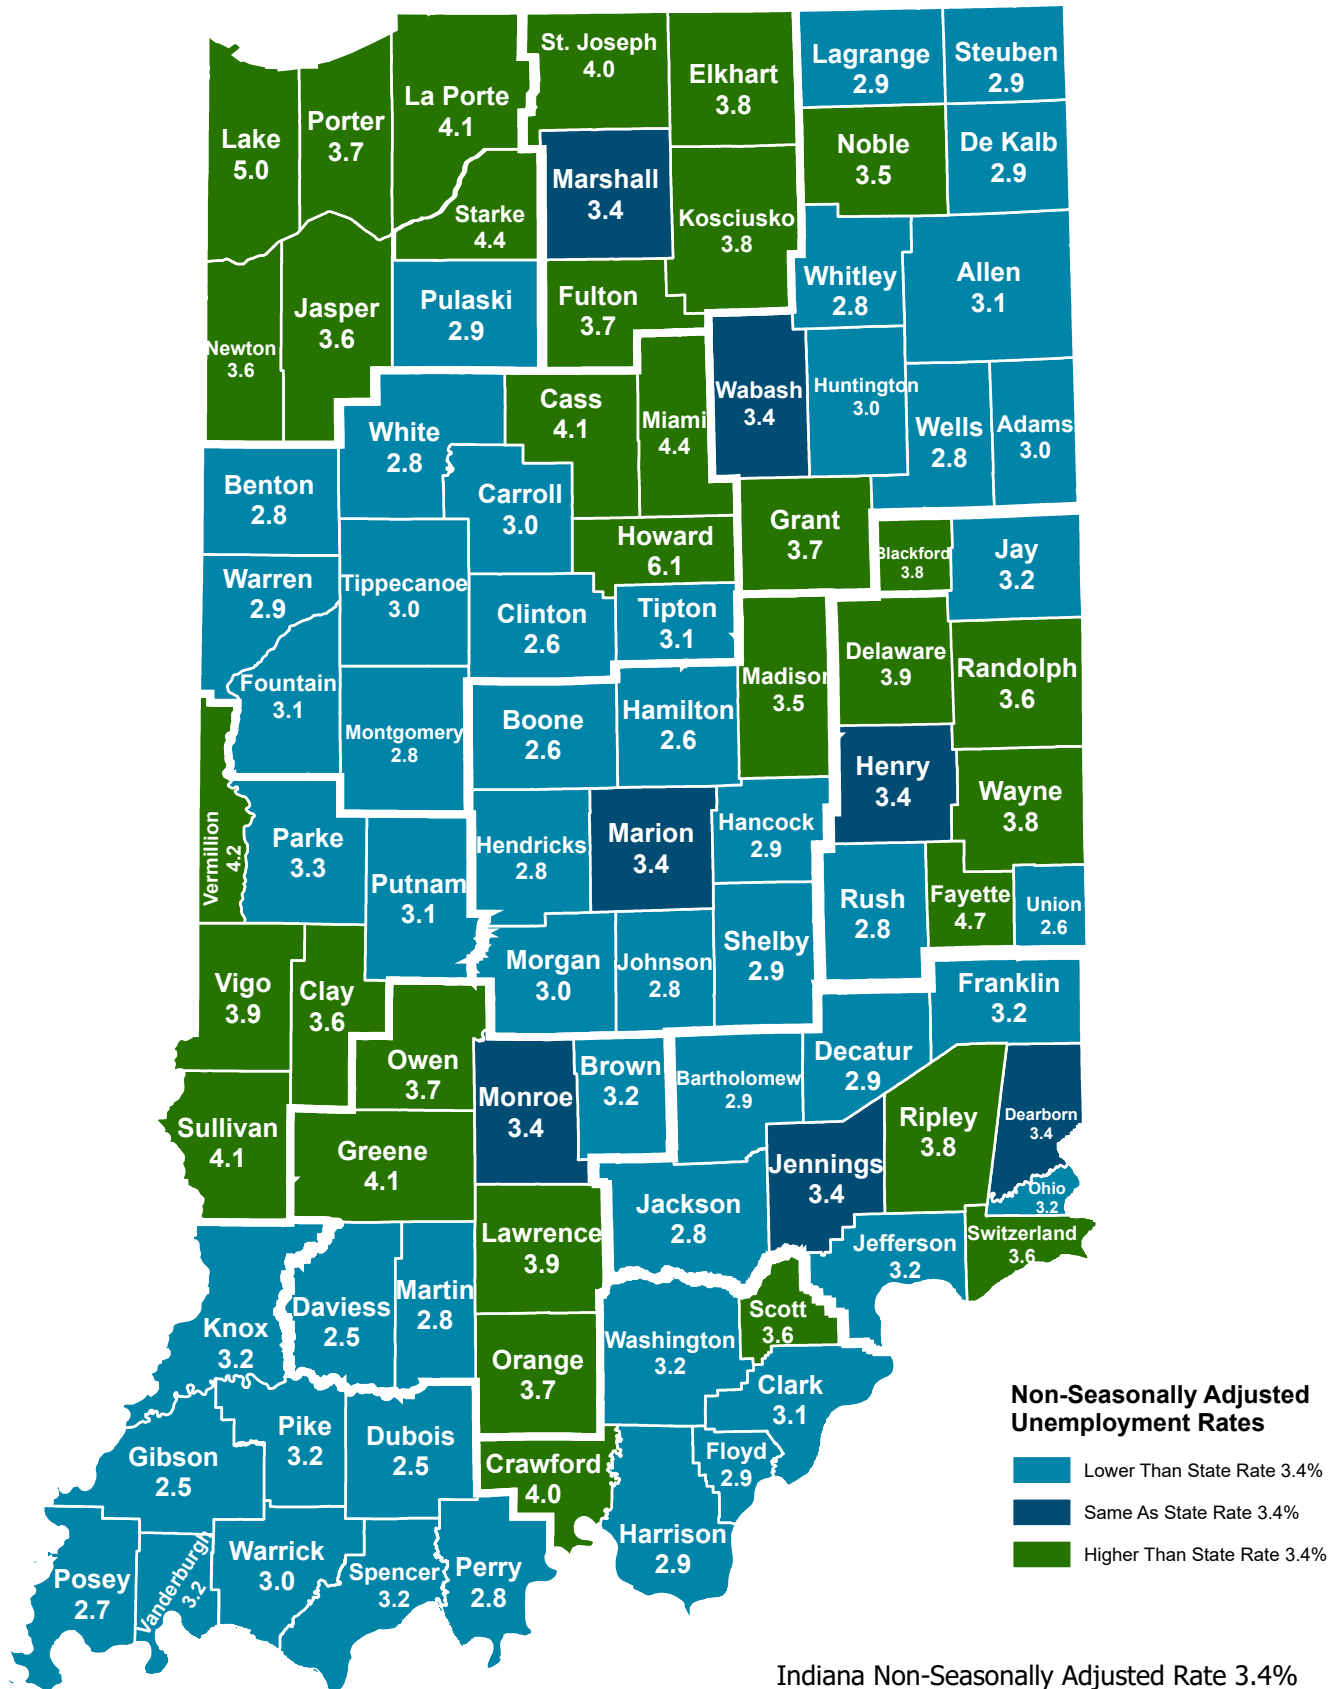 St. Joseph
4.0
Elkhart
3.8
Lagrange
2.9
Steuben
2.9
La Porte
4.1
Porter
3.7
Lake
5.0
Noble
3.5
De Kalb
2.9
Marshall
3.4
Starke
4.4
Kosciusko
3.8
Whitley
2.8
Allen
3.1
Pulaski
2.9
Fulton
3.7
Jasper
3.6
Newton
3.6
Wabash
3.4
Huntington
3.0
Cass
4.1
Miami
4.4
Wells
2.8
Adams
3.0
White
2.8
Benton
2.8
Carroll
3.0
Grant
3.7
Howard
6.1
Blackford
3.8
Jay
3.2
Warren
2.9
Tippecanoe
3.0
Clinton
2.6
Tipton
3.1
Delaware
3.9
Randolph
3.6
Madison
3.5
Fountain
3.1
Montgomery
2.8
Boone
2.6
Hamilton
2.6
Henry
3.4
Wayne
3.8
Vermillion
4.2
Parke
3.3
Putnam
3.1
Hendricks
2.8
Marion
3.4
Hancock
2.9
Rush
2.8
Fayette
4.7
Union
2.6
Shelby
2.9
Morgan
3.0
Johnson
2.8
Vigo
3.9
Clay
3.6
Franklin
3.2
Owen
3.7
Monroe
3.4
Brown
3.2
Bartholomew
2.9
Decatur
2.9
Ripley
3.8
Dearborn
3.4
Sullivan
4.1
Greene
4.1
Jennings
3.4
Ohio
3.2
Jackson
2.8
Lawrence
3.9
Jefferson
3.2
Switzerland
3.6
Knox
3.2
Daviess
2.5
Martin
2.8
Washington
3.2
Scott
3.6
Orange
3.7
Clark
3.1
Pike
3.2
Dubois
2.5
Gibson
2.5
Crawford
4.0
Floyd
2.9
Harrison
2.9
Posey
2.7
Vanderburgh
3.2
Warrick
3.0
Spencer
3.2
Perry
2.8
Non-Seasonally Adjusted
Unemployment Rates
Lower Than State Rate 3.4%
Same As State Rate 3.4%
Higher Than State Rate 3.4%
Indiana Non-Seasonally Adjusted Rate 3.4%